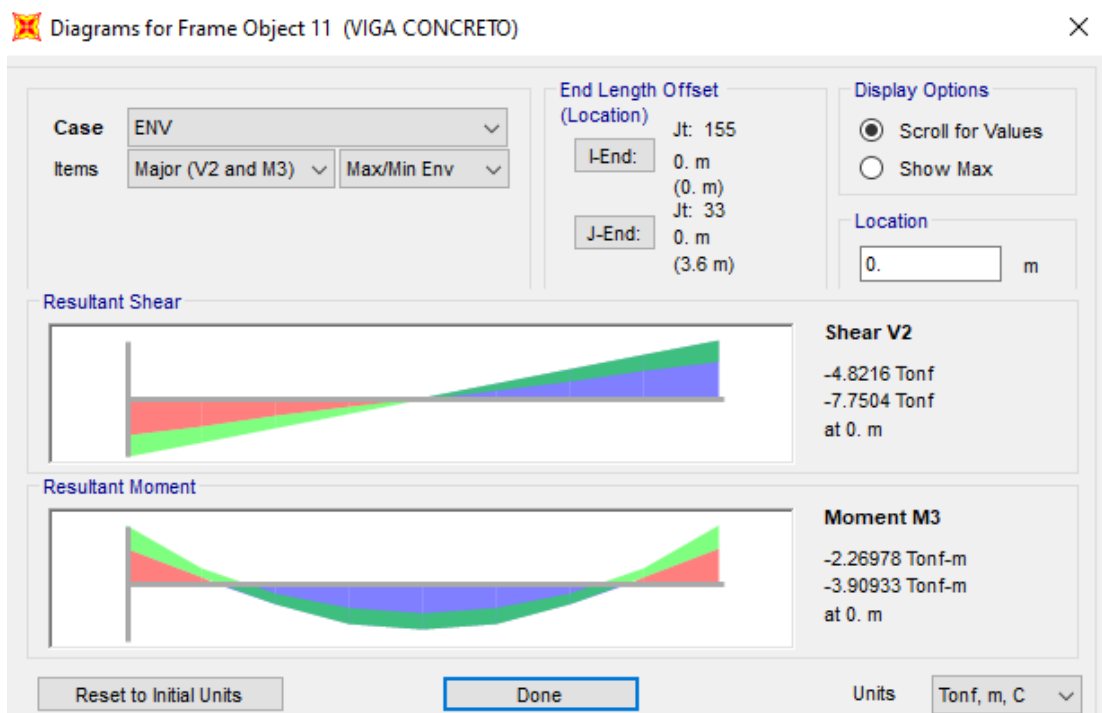 Diagrams for Frame Object 11 (VIGA CONCRETO)
Case ENV
Items Major (V2 and M3) Max/Min Env
End Length Offset
(Location)
Jt: 155
I-End: 0. m
(0. m)
Jt: 33
J-End: 0. m
(3.6 m)
Display Options
Scroll for Values
Show Max
Location
0. m
Resultant Shear
Shear V2
-4.8216 Tonf
-7.7504 Tonf
at 0. m
Resultant Moment
Moment M3
-2.26978 Tonf-m
-3.90933 Tonf-m
at 0. m
Reset to Initial Units Done Units Tonf, m, C